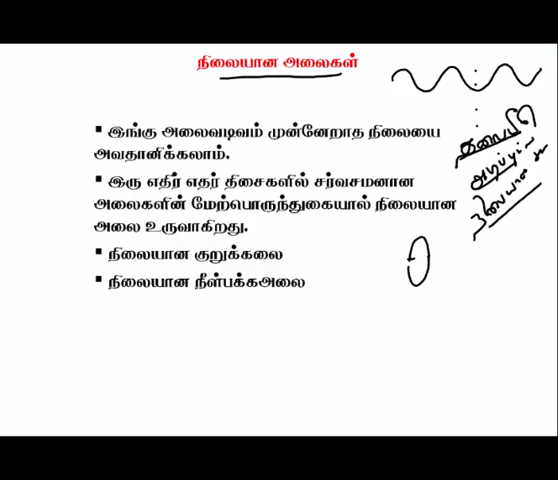 நிலையான அலைகள்
▪ இங்கு அலைவடிவம் முன்னேறாத நிலையை
அவதானிக்கலாம்.
▪ இரு எதிர் எதர் திசைகளில் சர்வசமனான
அலைகளின் மேற்பொருந்துகையால் நிலையான
அலை உருவாகிறது.
▪ நிலையான குறுக்கலை
▪ நிலையான நீள்பக்கஅலை